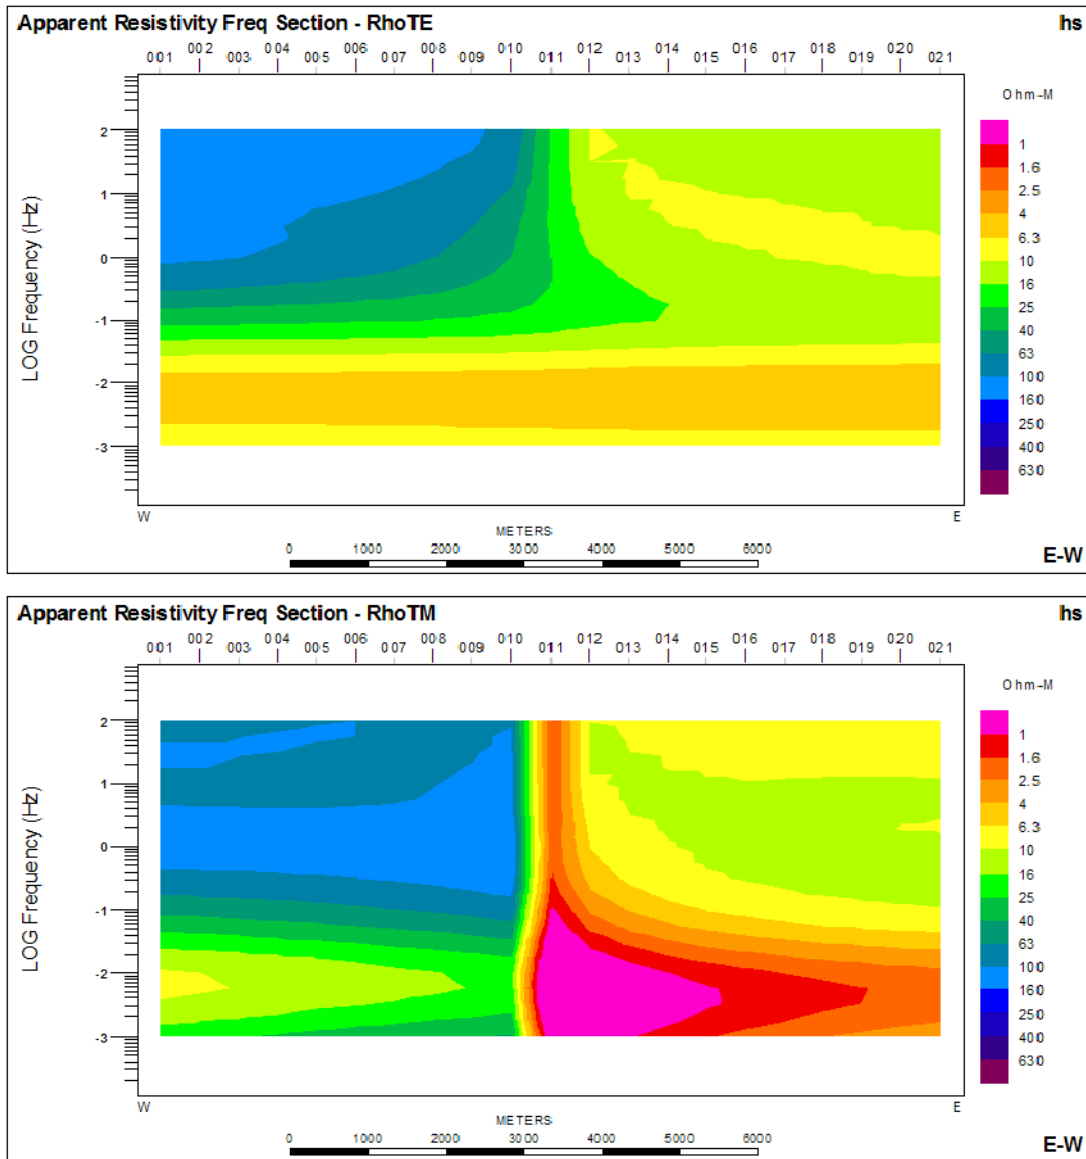 Apparent Resistivity Freq Section - RhoTE hs
001 002 003 004 005 006 007 008 009 010 011 012 013 014 015 016 017 018 019 020 021
Ohm-M
LOG Frequency (Hz)
2
1
0
-1
-2
-3
1
1.6
2.5
4
6.3
10
16
25
40
63
100
160
250
400
630
W E
METERS
0 1000 2000 3000 4000 5000 6000
E-W
Apparent Resistivity Freq Section - RhoTM hs
001 002 003 004 005 006 007 008 009 010 011 012 013 014 015 016 017 018 019 020 021
Ohm-M
LOG Frequency (Hz)
2
1
0
-1
-2
-3
1
1.6
2.5
4
6.3
10
16
25
40
63
100
160
250
400
630
W E
METERS
0 1000 2000 3000 4000 5000 6000
E-W